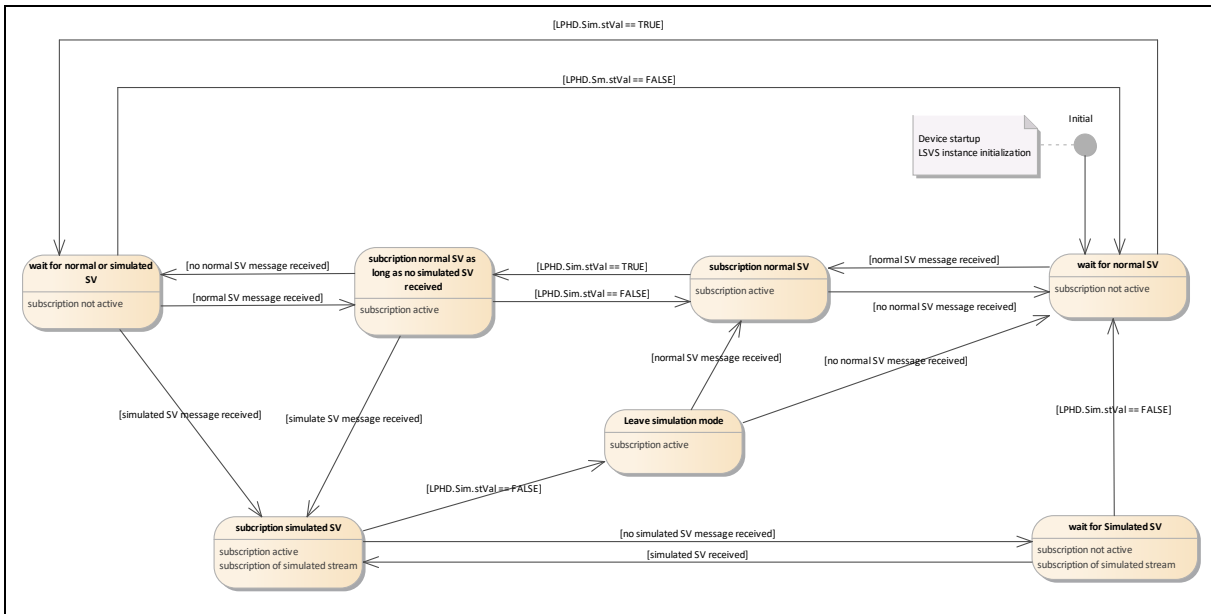 [LPHD.Sim.stVal == TRUE]
[LPHD.Sm.stVal == FALSE]
Initial
Device startup
LSVS instance initialization
wait for normal or simulated
SV
subscription not active
[no normal SV message received]
[normal SV message received]
subcription normal SV as
long as no simulated SV
received
subscription active
[LPHD.Sim.stVal == TRUE]
[LPHD.Sim.stVal == FALSE]
subscription normal SV
subscription active
[normal SV message received]
[no normal SV message received]
wait for normal SV
subscription not active
[normal SV message received]
[no normal SV message received]
[simulated SV message received]
[simulate SV message received]
Leave simulation mode
subscription active
[LPHD.Sim.stVal == FALSE]
[LPHD.Sim.stVal == FALSE]
subcription simulated SV
subscription active
subscription of simulated stream
[no simulated SV message received]
[simulated SV received]
wait for Simulated SV
subscription not active
subscription of simulated stream